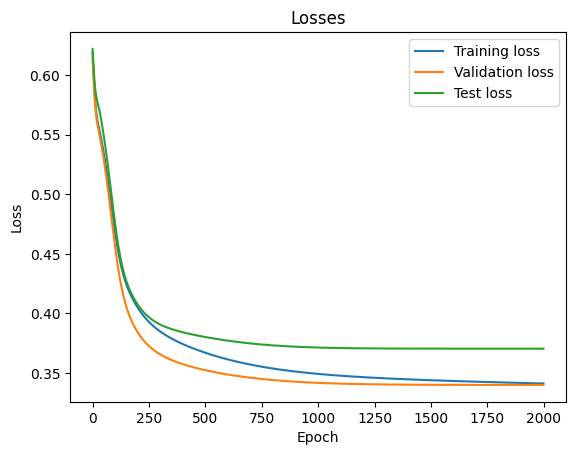 Losses
Training loss
Validation loss
Test loss
0.60
0.55
0.50
0.45
0.40
0.35
Loss
0
250
500
750
1000
1250
1500
1750
2000
Epoch